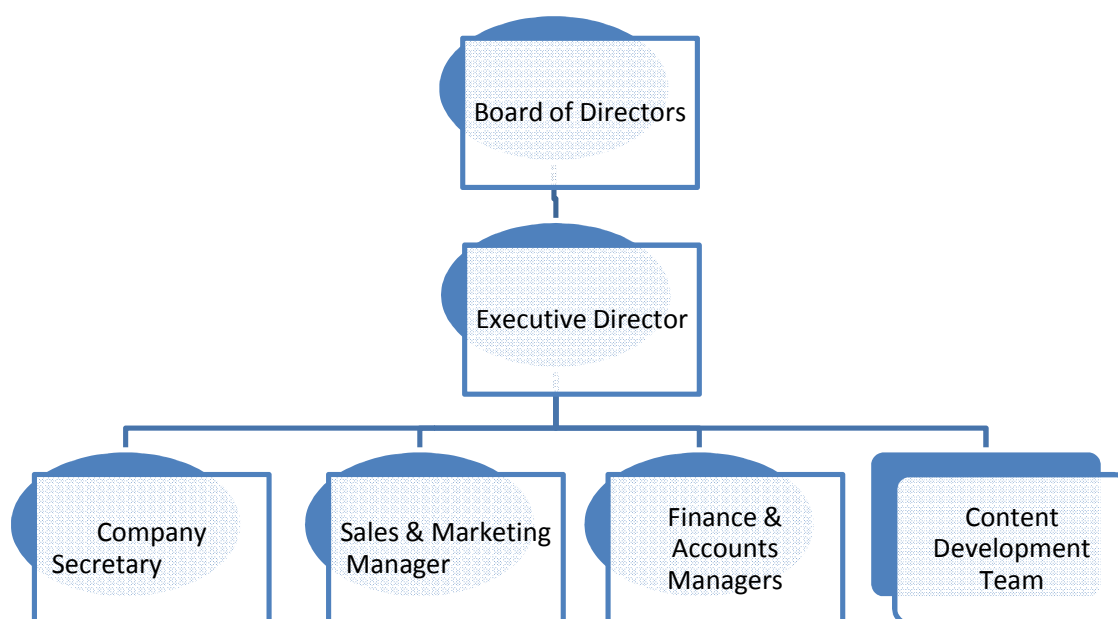 Board of Directors
Executive Director
Company
Secretary
Sales & Marketing
Manager
Finance &
Accounts
Managers
Content
Development
Team